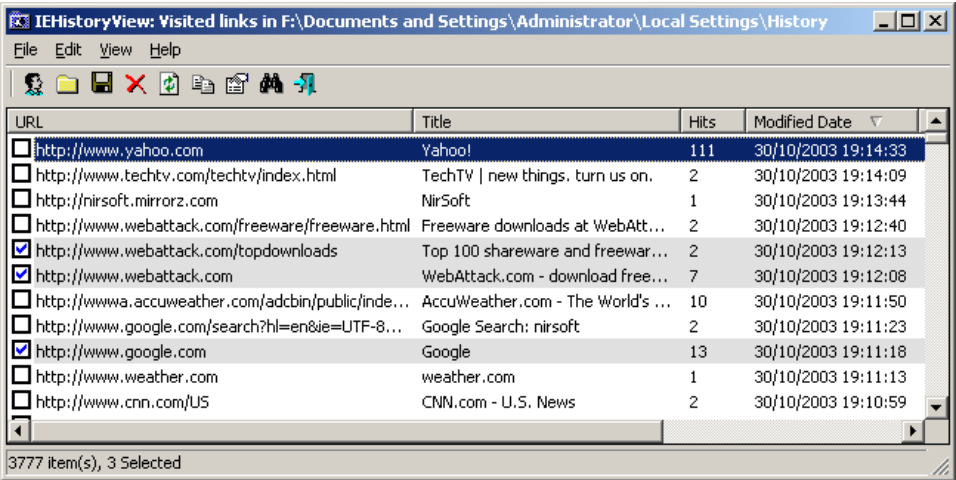 IEHistoryView: Visited links in F:\Documents and Settings\Administrator\Local Settings\History
File Edit View Help
URL Title Hits Modified Date
http://www.yahoo.com Yahoo! 111 30/10/2003 19:14:33
http://www.techtv.com/techtv/index.html TechTV | new things. turn us on. 2 30/10/2003 19:14:09
http://nirsoft.mirrorz.com NirSoft 1 30/10/2003 19:13:44
http://www.webattack.com/freeware/freeware.html Freeware downloads at WebAtt... 2 30/10/2003 19:12:40
http://www.webattack.com/topdownloads Top 100 shareware and freewar... 2 30/10/2003 19:12:13
http://www.webattack.com WebAttack.com - download free... 7 30/10/2003 19:12:08
http://wwwa.accuweather.com/adcbin/public/inde... AccuWeather.com - The World's ... 10 30/10/2003 19:11:50
http://www.google.com/search?hl=en&ie=UTF-8... Google Search: nirsoft 2 30/10/2003 19:11:23
http://www.google.com Google 13 30/10/2003 19:11:18
http://www.weather.com weather.com 1 30/10/2003 19:11:13
http://www.cnn.com/US CNN.com - U.S. News 2 30/10/2003 19:10:59
3777 item(s), 3 Selected